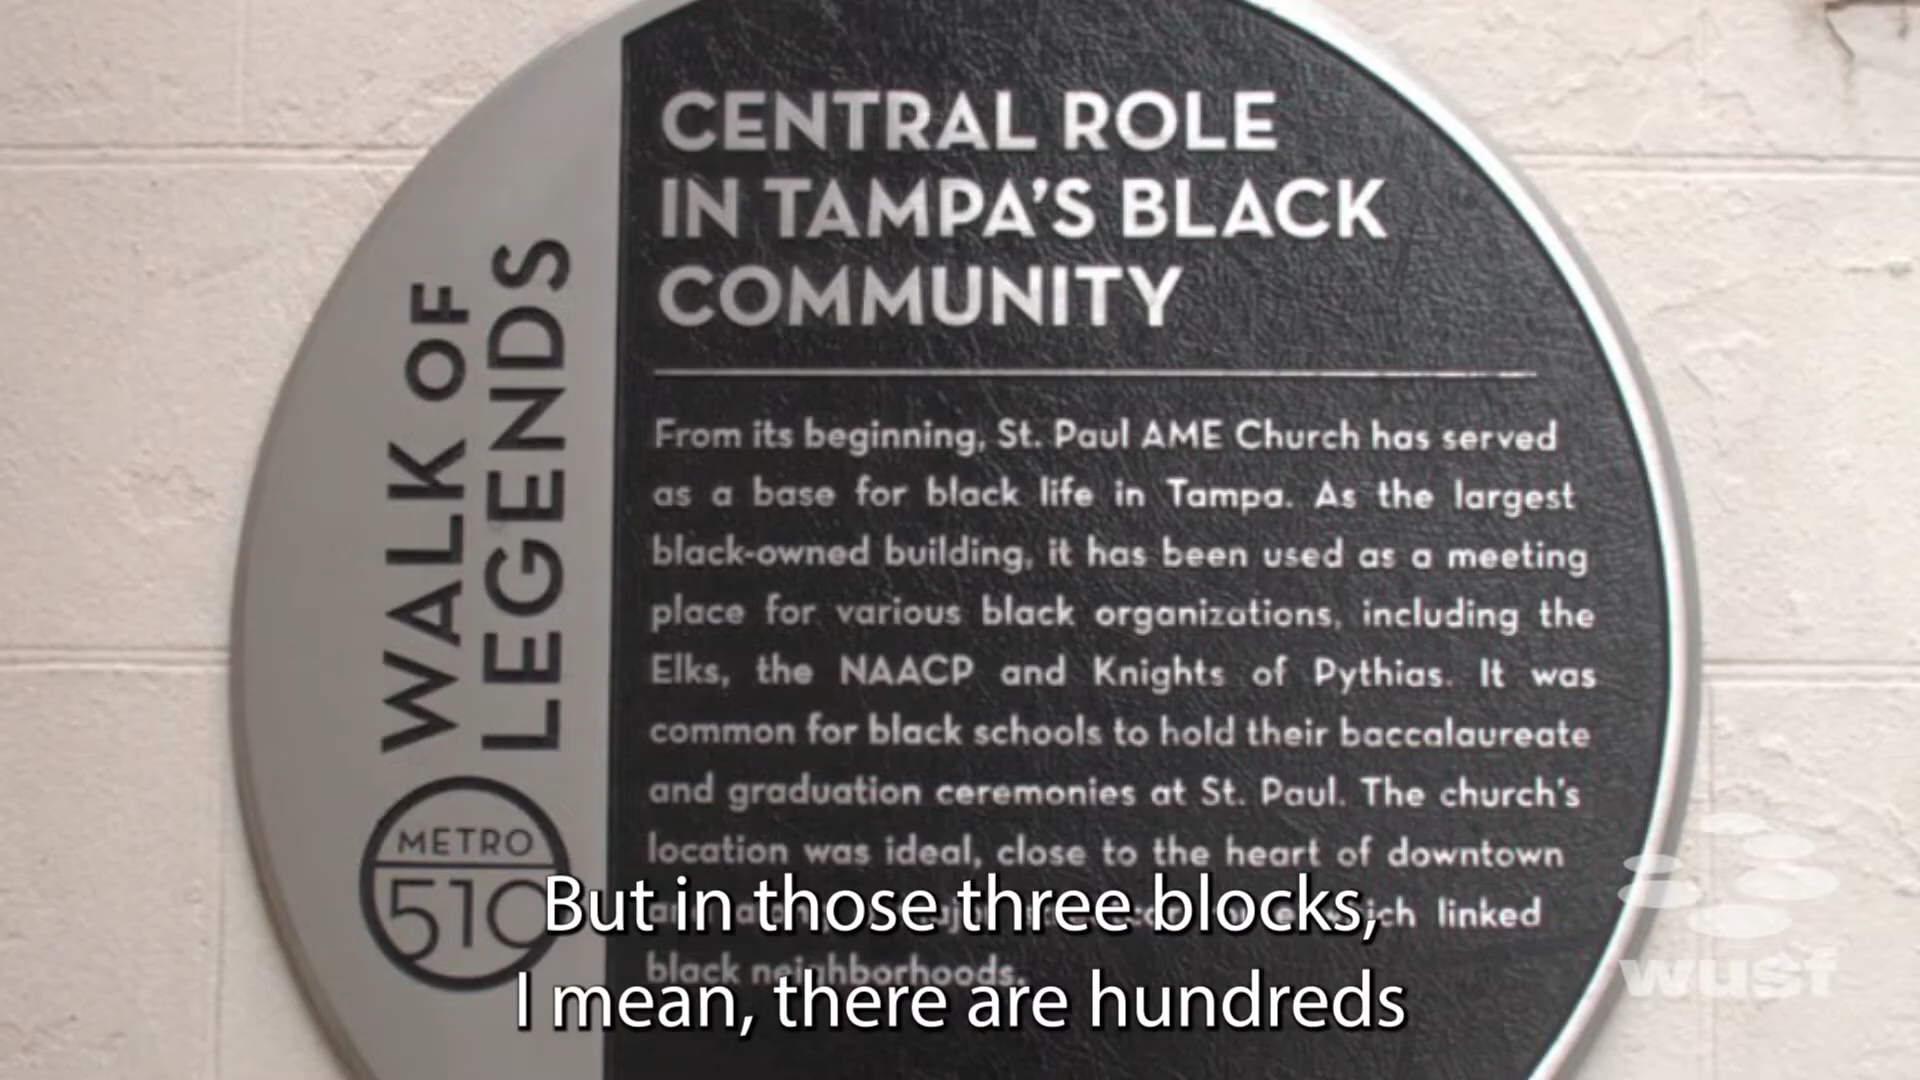 WALK OF
LEGENDS
METRO
510
CENTRAL ROLE
IN TAMPA'S BLACK
COMMUNITY
From its beginning, St. Paul AME Church has served
as a base for black life in Tampa. As the largest
black-owned building, it has been used as a meeting
place for various black organizations, including the
Elks, the NAACP and Knights of Pythias. It was
common for black schools to hold their baccalaureate
and graduation ceremonies at St. Paul. The church's
location was ideal, close to the heart of downtown
linked
black neighborhoods.
But in those three blocks,
I mean, there are hundreds
wusf